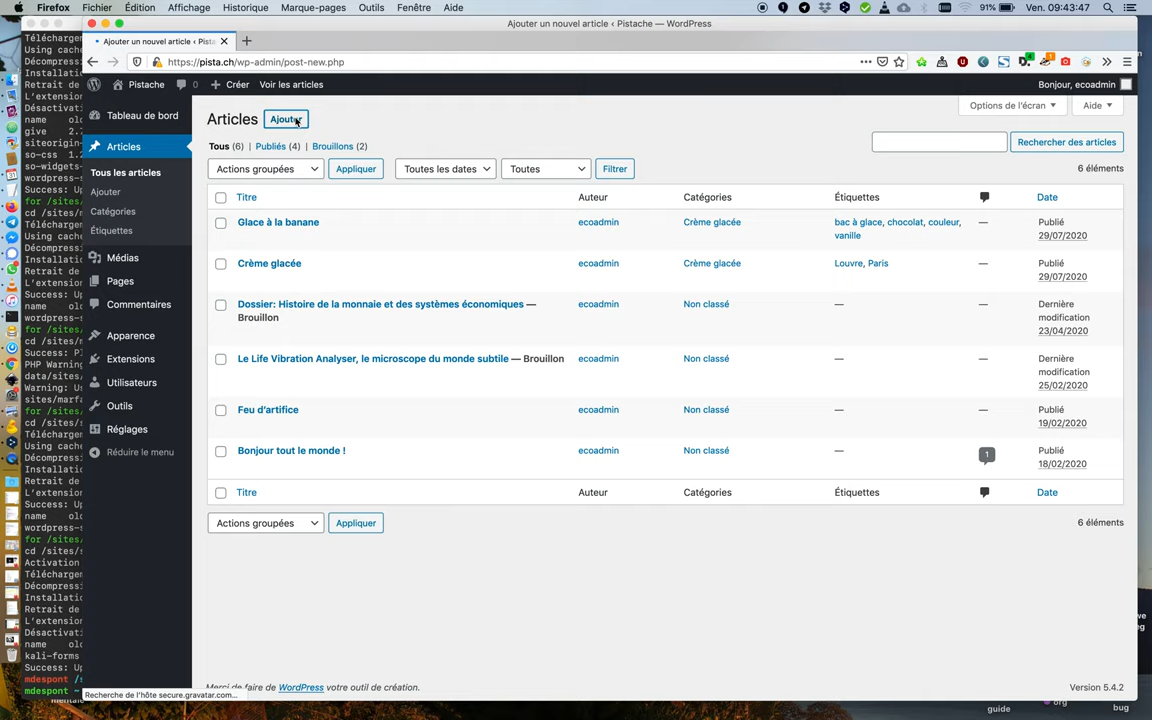 Firefox Fichier Édition Affichage Historique Marque-pages Outils Fenêtre Aide 91% Ven. 09:43:47
Ajouter un nouvel article ‹ Pistache — WordPress
Ajouter un nouvel article ‹ Pista
https://pista.ch/wp-admin/post-new.php
Pistache 0 Créer Voir les articles Bonjour, ecoadmin
Tableau de bord
Articles
Tous les articles
Ajouter
Catégories
Étiquettes
Médias
Pages
Commentaires
Apparence
Extensions
Utilisateurs
Outils
Réglages
Réduire le menu
Options de l'écran Aide
Articles Ajouter
Tous (6) | Publiés (4) | Brouillons (2)
Rechercher des articles
Actions groupées Appliquer Toutes les dates Toutes Filtrer 6 éléments
Titre Auteur Catégories Étiquettes Date
Glace à la banane ecoadmin Crème glacée bac à glace, chocolat, couleur, vanille — Publié 29/07/2020
Crème glacée ecoadmin Crème glacée Louvre, Paris — Publié 29/07/2020
Dossier: Histoire de la monnaie et des systèmes économiques — Brouillon ecoadmin Non classé — — Dernière modification 23/04/2020
Le Life Vibration Analyser, le microscope du monde subtile — Brouillon ecoadmin Non classé — — Dernière modification 25/02/2020
Feu d'artifice ecoadmin Non classé — — Publié 19/02/2020
Bonjour tout le monde ! ecoadmin Non classé — 1 Publié 18/02/2020
Titre Auteur Catégories Étiquettes Date
Actions groupées Appliquer 6 éléments
Merci de faire de WordPress votre outil de création. Version 5.4.2
Recherche de l'hôte secure.gravatar.com...
guide
org
bug